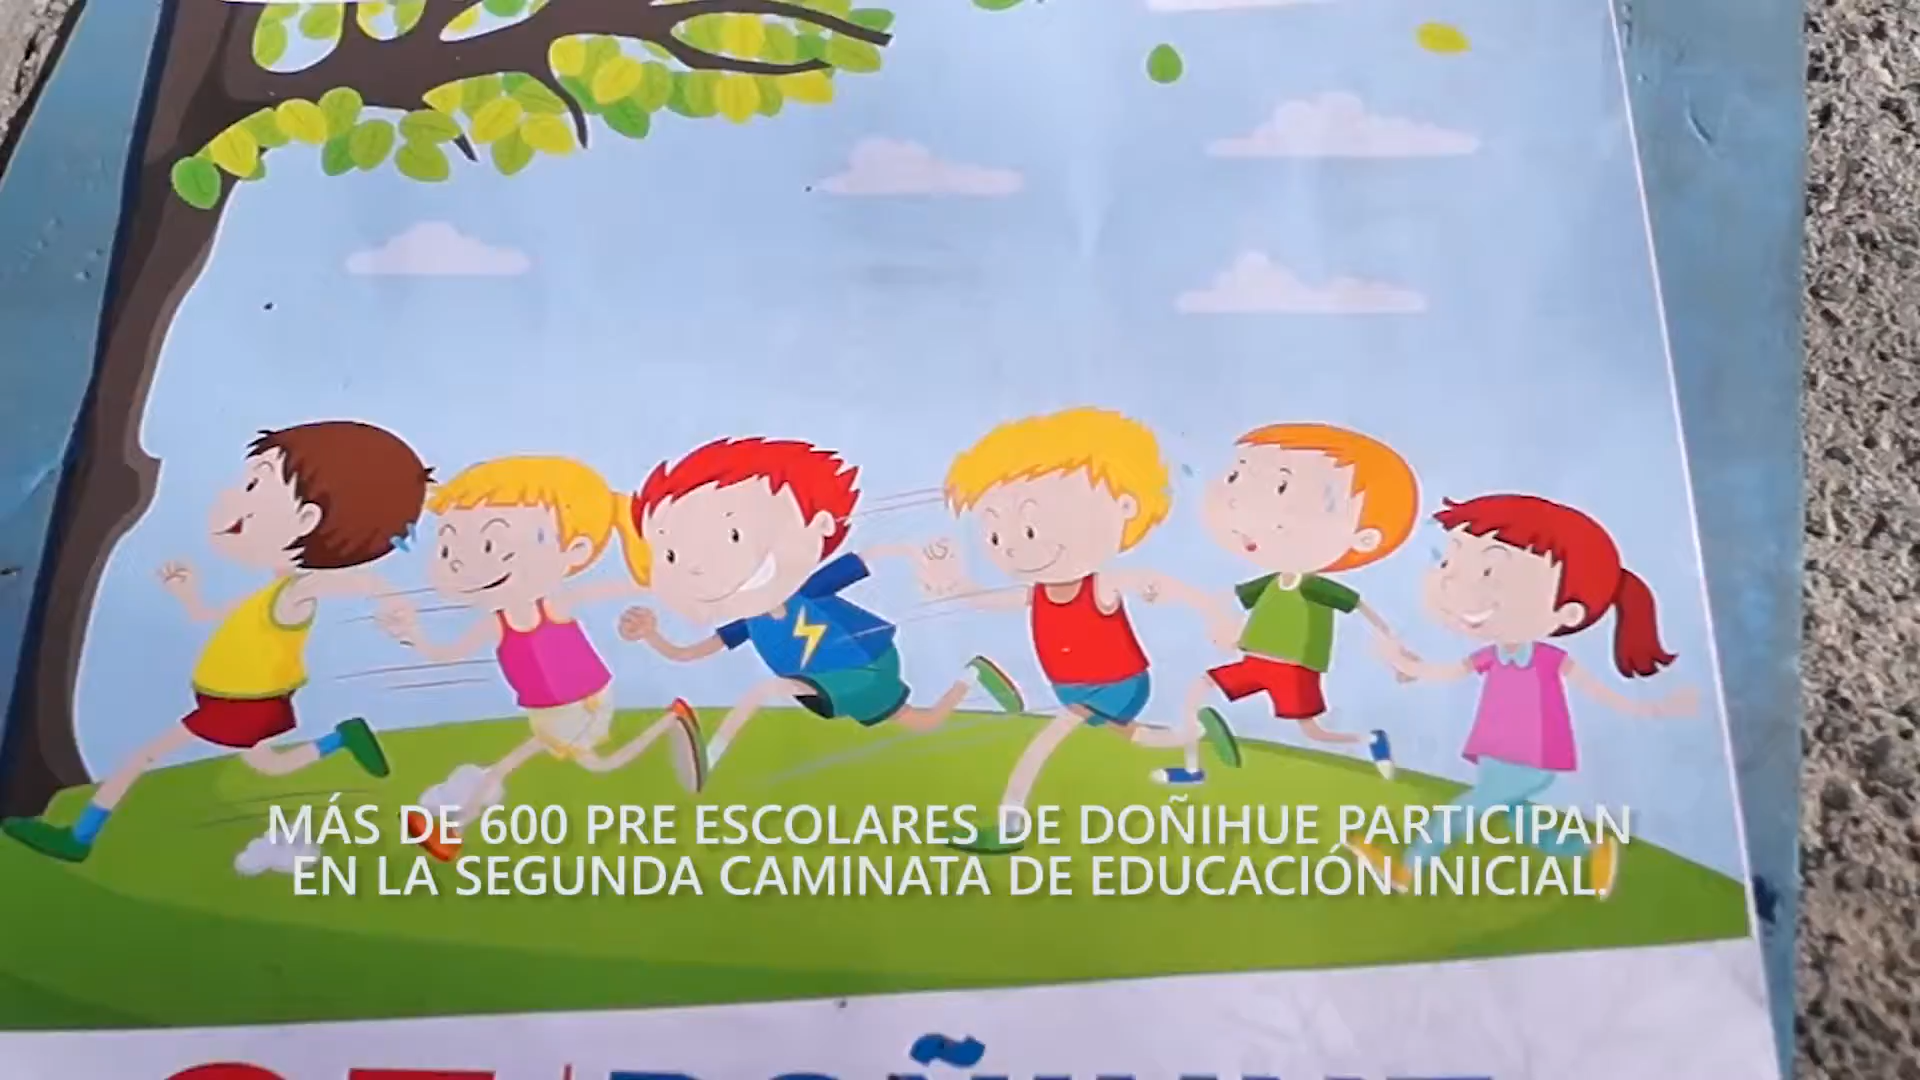 MÁS DE 600 PRE ESCOLARES DE DOÑIHUE PARTICIPAN
EN LA SEGUNDA CAMINATA DE EDUCACIÓN INICIAL.